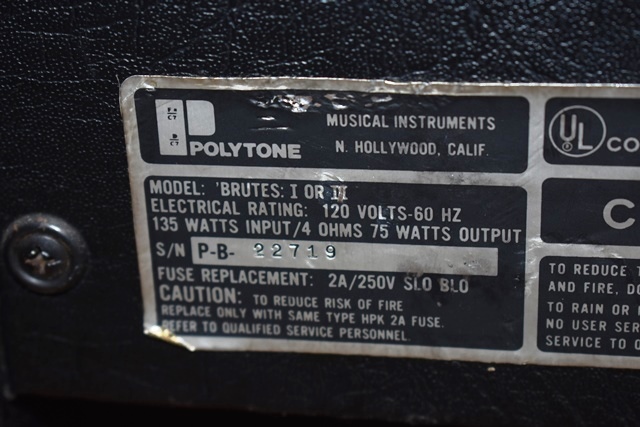 POLYTONE
MUSICAL INSTRUMENTS
N. HOLLYWOOD, CALIF.
MODEL: 'BRUTES: I OR III
ELECTRICAL RATING: 120 VOLTS-60 HZ
135 WATTS INPUT/4 OHMS 75 WATTS OUTPUT
S/N P-B- 22719
FUSE REPLACEMENT: 2A/250V SLO BLO
CAUTION: TO REDUCE RISK OF FIRE
REPLACE ONLY WITH SAME TYPE HPK 2A FUSE.
REFER TO QUALIFIED SERVICE PERSONNEL.
UL CO
C
TO REDUCE T
AND FIRE, DO
TO RAIN OR
NO USER SER
SERVICE TO